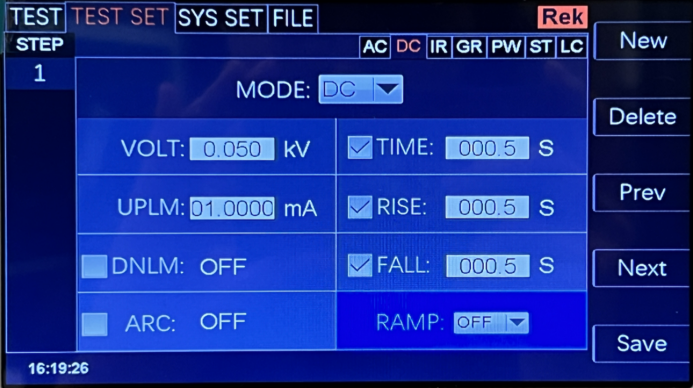 TEST TEST SET SYS SET FILE Rek
STEP AC DC IR GR PW ST LC
1
MODE: DC
VOLT: 0.050 kV TIME: 000.5 S
UPLM: 01.0000 mA RISE: 000.5 S
DNLM: OFF FALL: 000.5 S
ARC: OFF RAMP: OFF
16:19:26
New
Delete
Prev
Next
Save